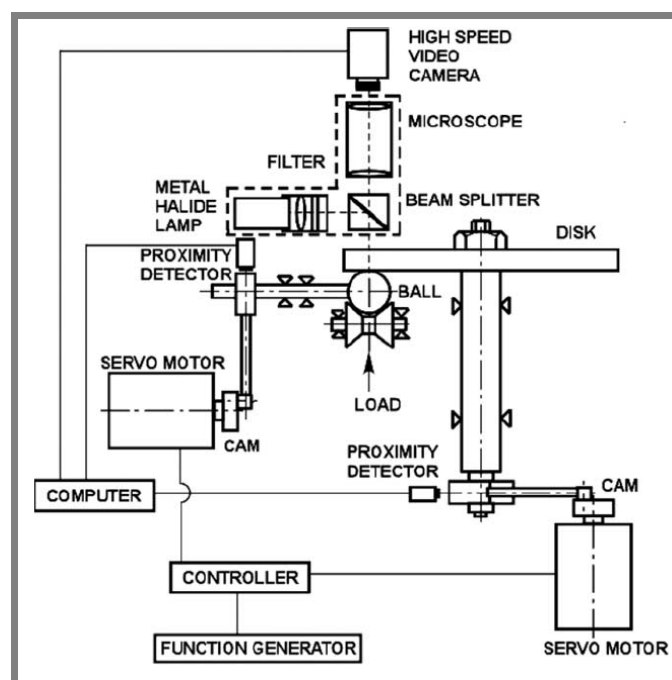 HIGH SPEED
VIDEO
CAMERA
MICROSCOPE
FILTER
METAL
HALIDE
LAMP
BEAM SPLITTER
DISK
PROXIMITY
DETECTOR
BALL
SERVO MOTOR
LOAD
CAM
PROXIMITY
DETECTOR
CAM
COMPUTER
CONTROLLER
FUNCTION GENERATOR
SERVO MOTOR